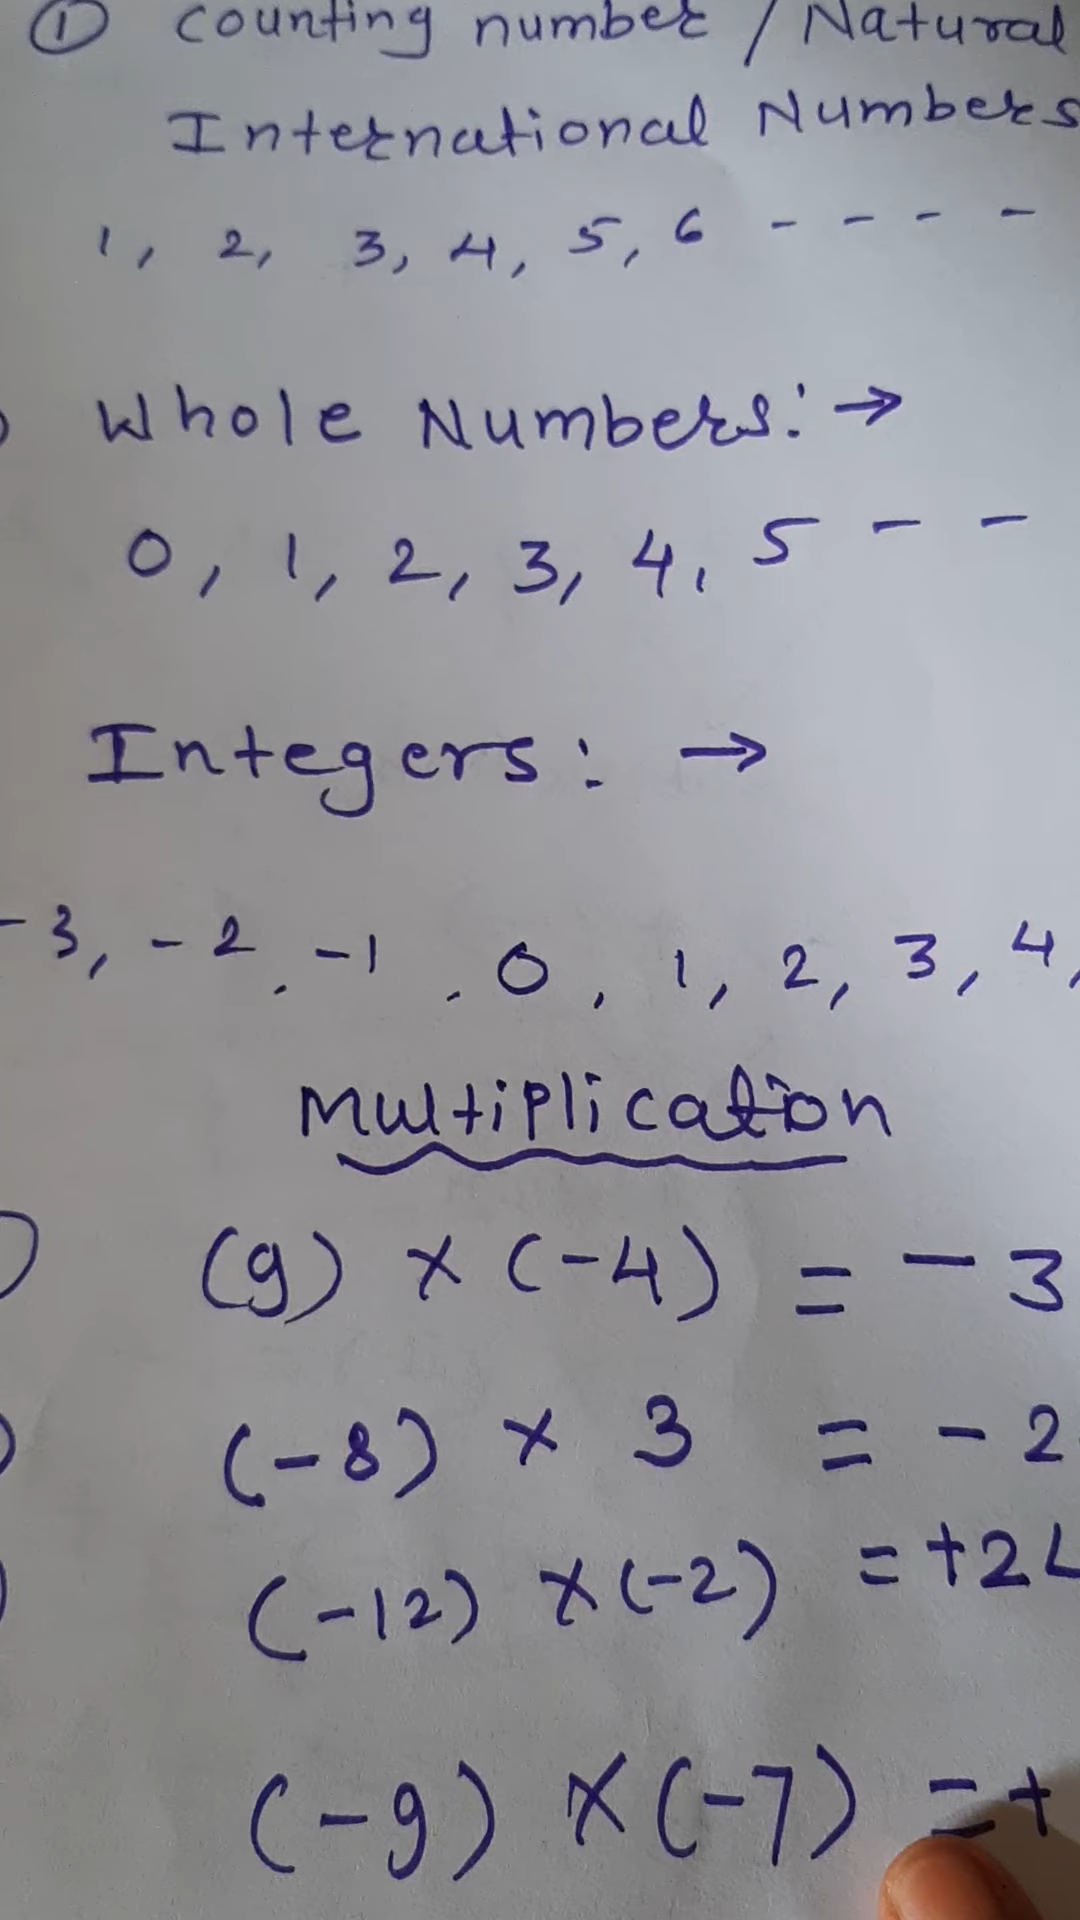 ① Counting number / Natural
International Numbers
1, 2, 3, 4, 5, 6 - - - -
Whole Numbers: →
0, 1, 2, 3, 4, 5 - -
Integers: →
-3, -2, -1, 0, 1, 2, 3, 4,
Multiplication
(9) × (-4) = - 3
(-8) × 3 = - 2
(-12) × (-2) = +24
(-9) × (-7) = +